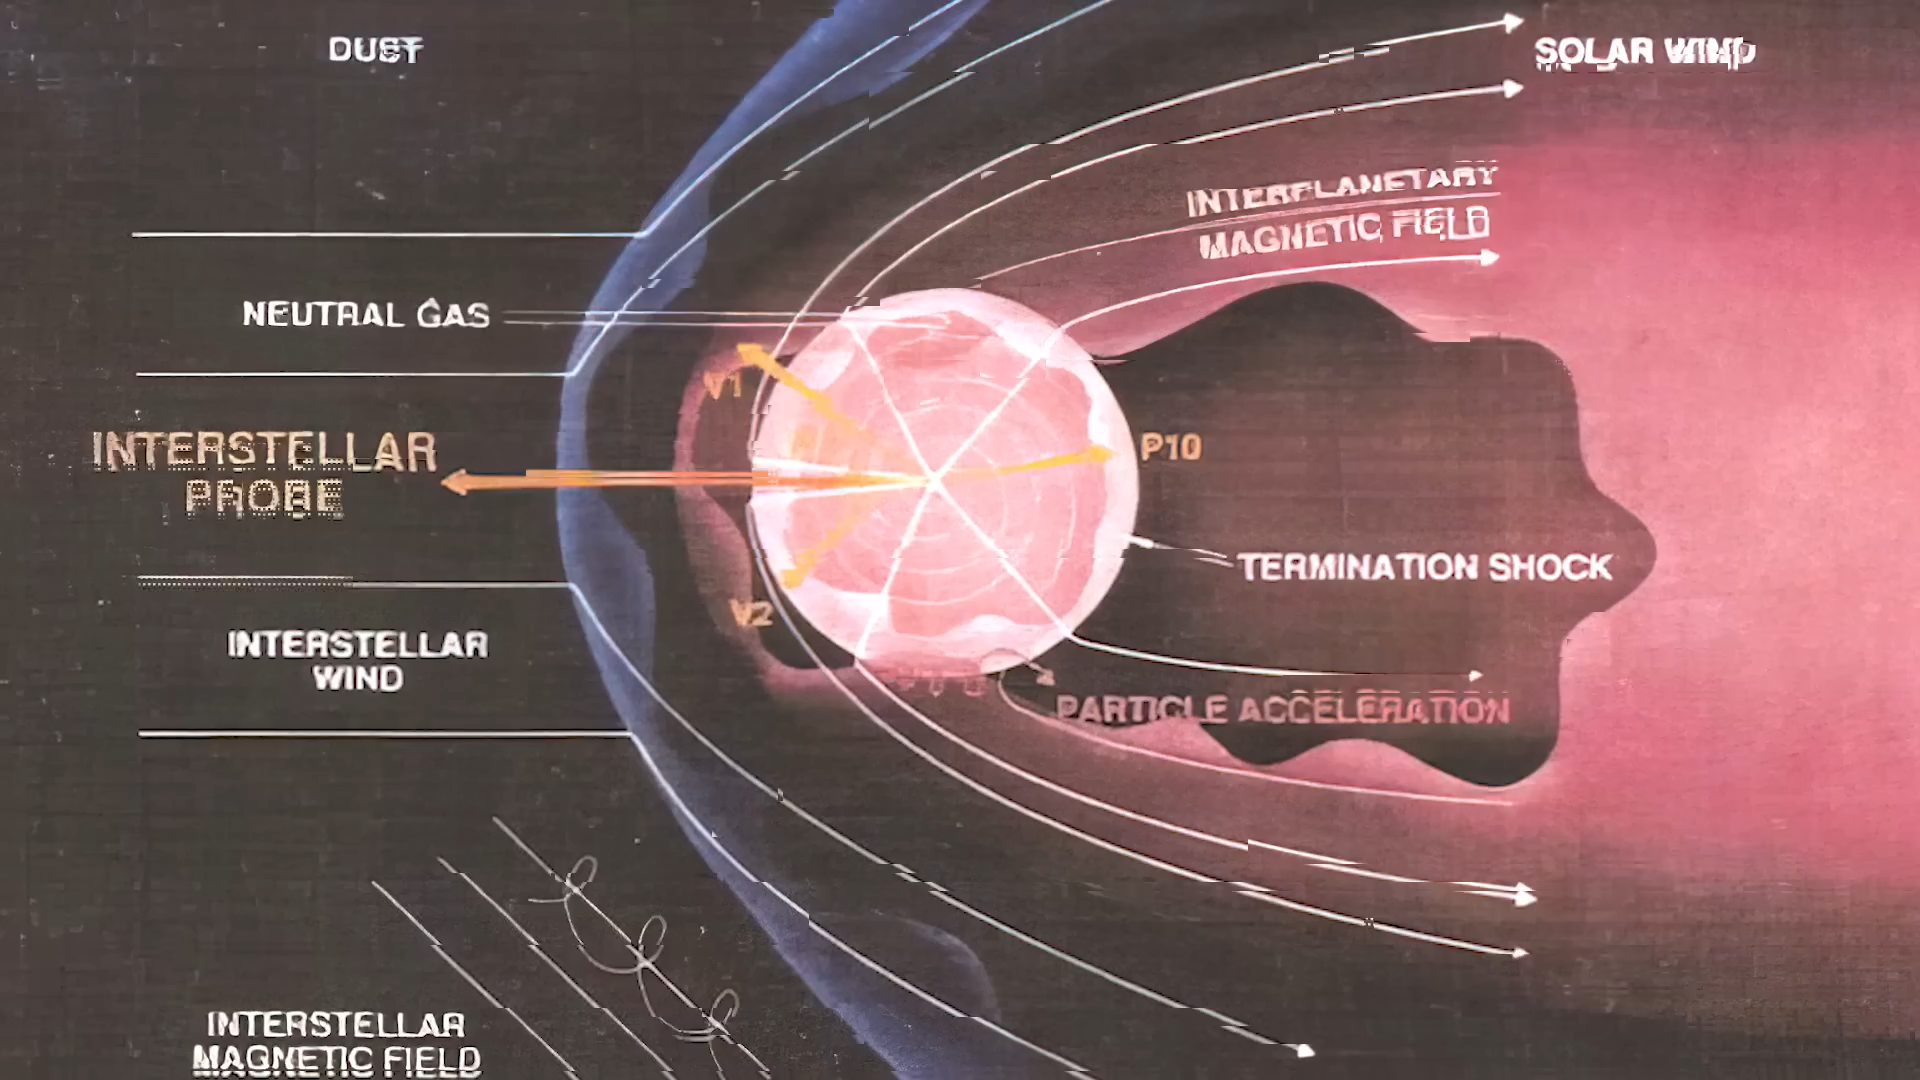 DUST
SOLAR WIND
INTERPLANETARY
MAGNETIC FIELD
NEUTRAL GAS
V1
INTERSTELLAR
PROBE
P10
TERMINATION SHOCK
V2
INTERSTELLAR
WIND
PARTICLE ACCELERATION
INTERSTELLAR
MAGNETIC FIELD